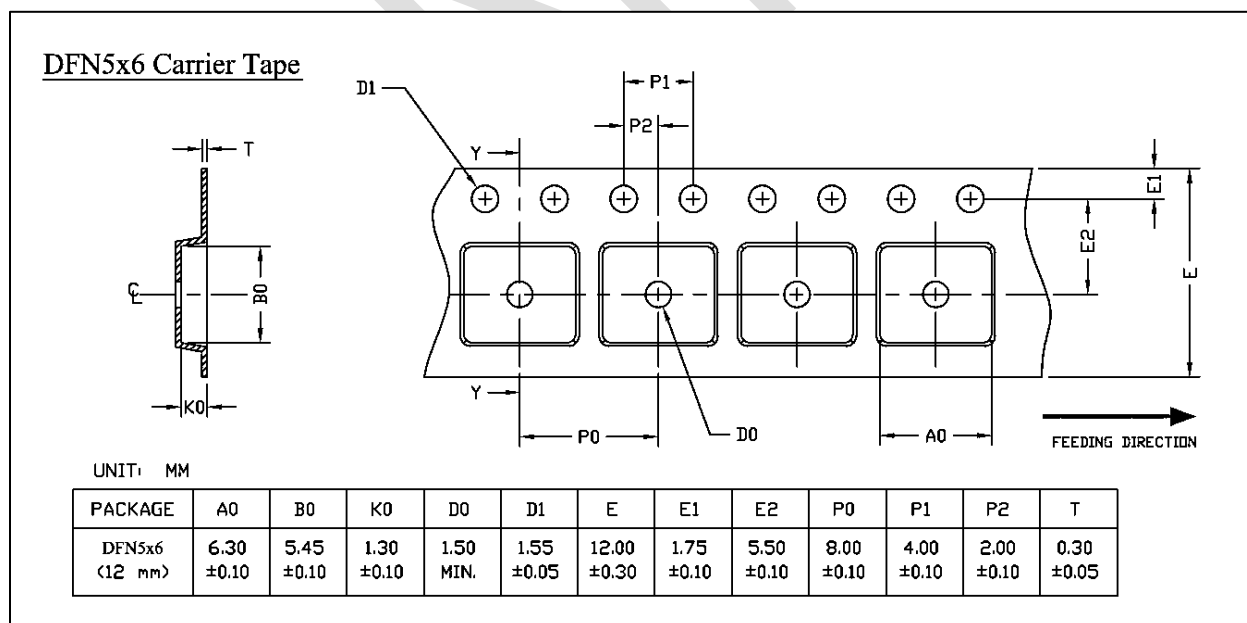 DFN5x6 Carrier Tape
D1
P1
P2
T
Y
E1
E2
E
B0
Y
K0
P0
D0
A0
FEEDING DIRECTION
UNIT: MM
PACKAGE A0 B0 K0 D0 D1 E E1 E2 P0 P1 P2 T
DFN5x6 6.30 5.45 1.30 1.50 1.55 12.00 1.75 5.50 8.00 4.00 2.00 0.30
(12 mm) ±0.10 ±0.10 ±0.10 MIN. ±0.05 ±0.30 ±0.10 ±0.10 ±0.10 ±0.10 ±0.10 ±0.05